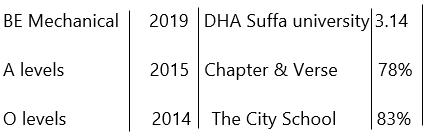 BE Mechanical 2019 DHA Suffa university 3.14
A levels 2015 Chapter & Verse 78%
O levels 2014 The City School 83%